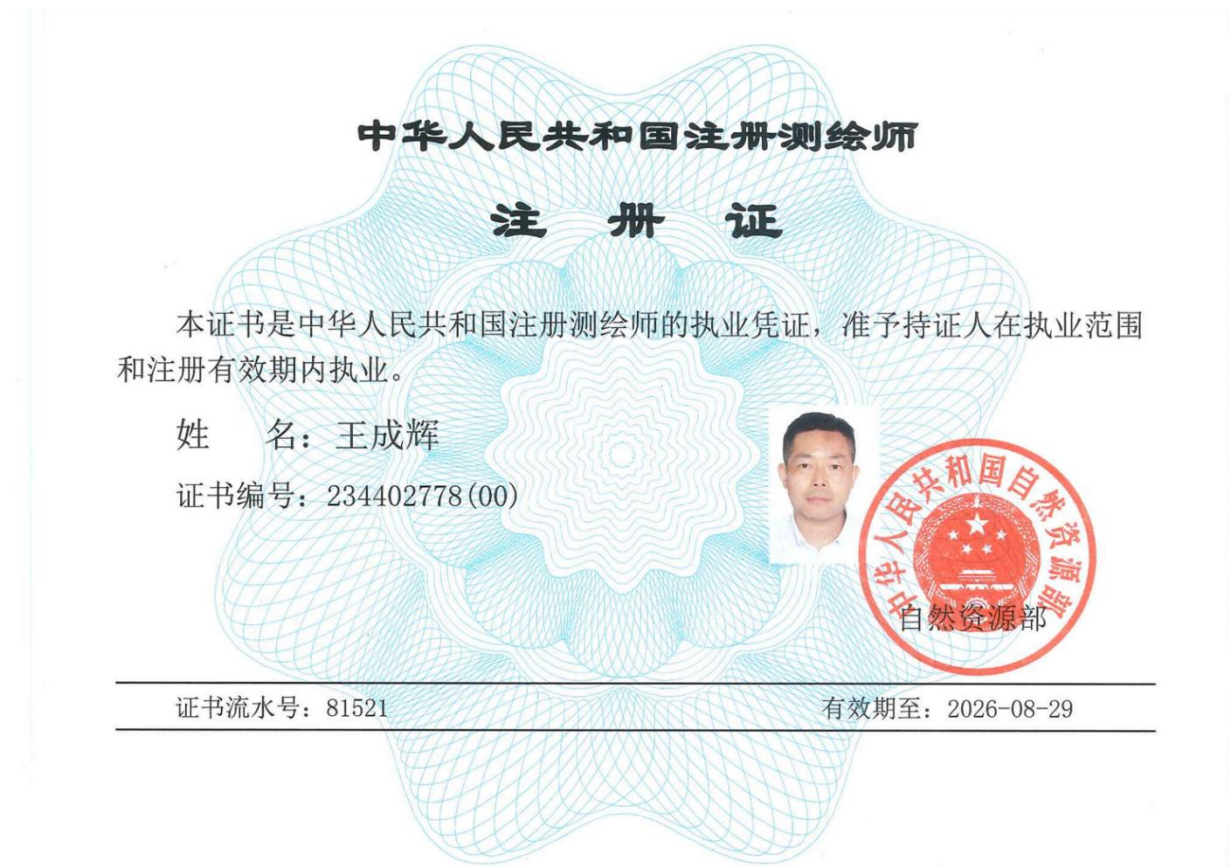 中华人民共和国注册测绘师
注 册 证
本证书是中华人民共和国注册测绘师的执业凭证，准予持证人在执业范围
和注册有效期内执业。
姓 名：王成辉
证书编号：234402778(00)
中华人民共和国自然资源部
自然资源部
证书流水号：81521
有效期至：2026-08-29